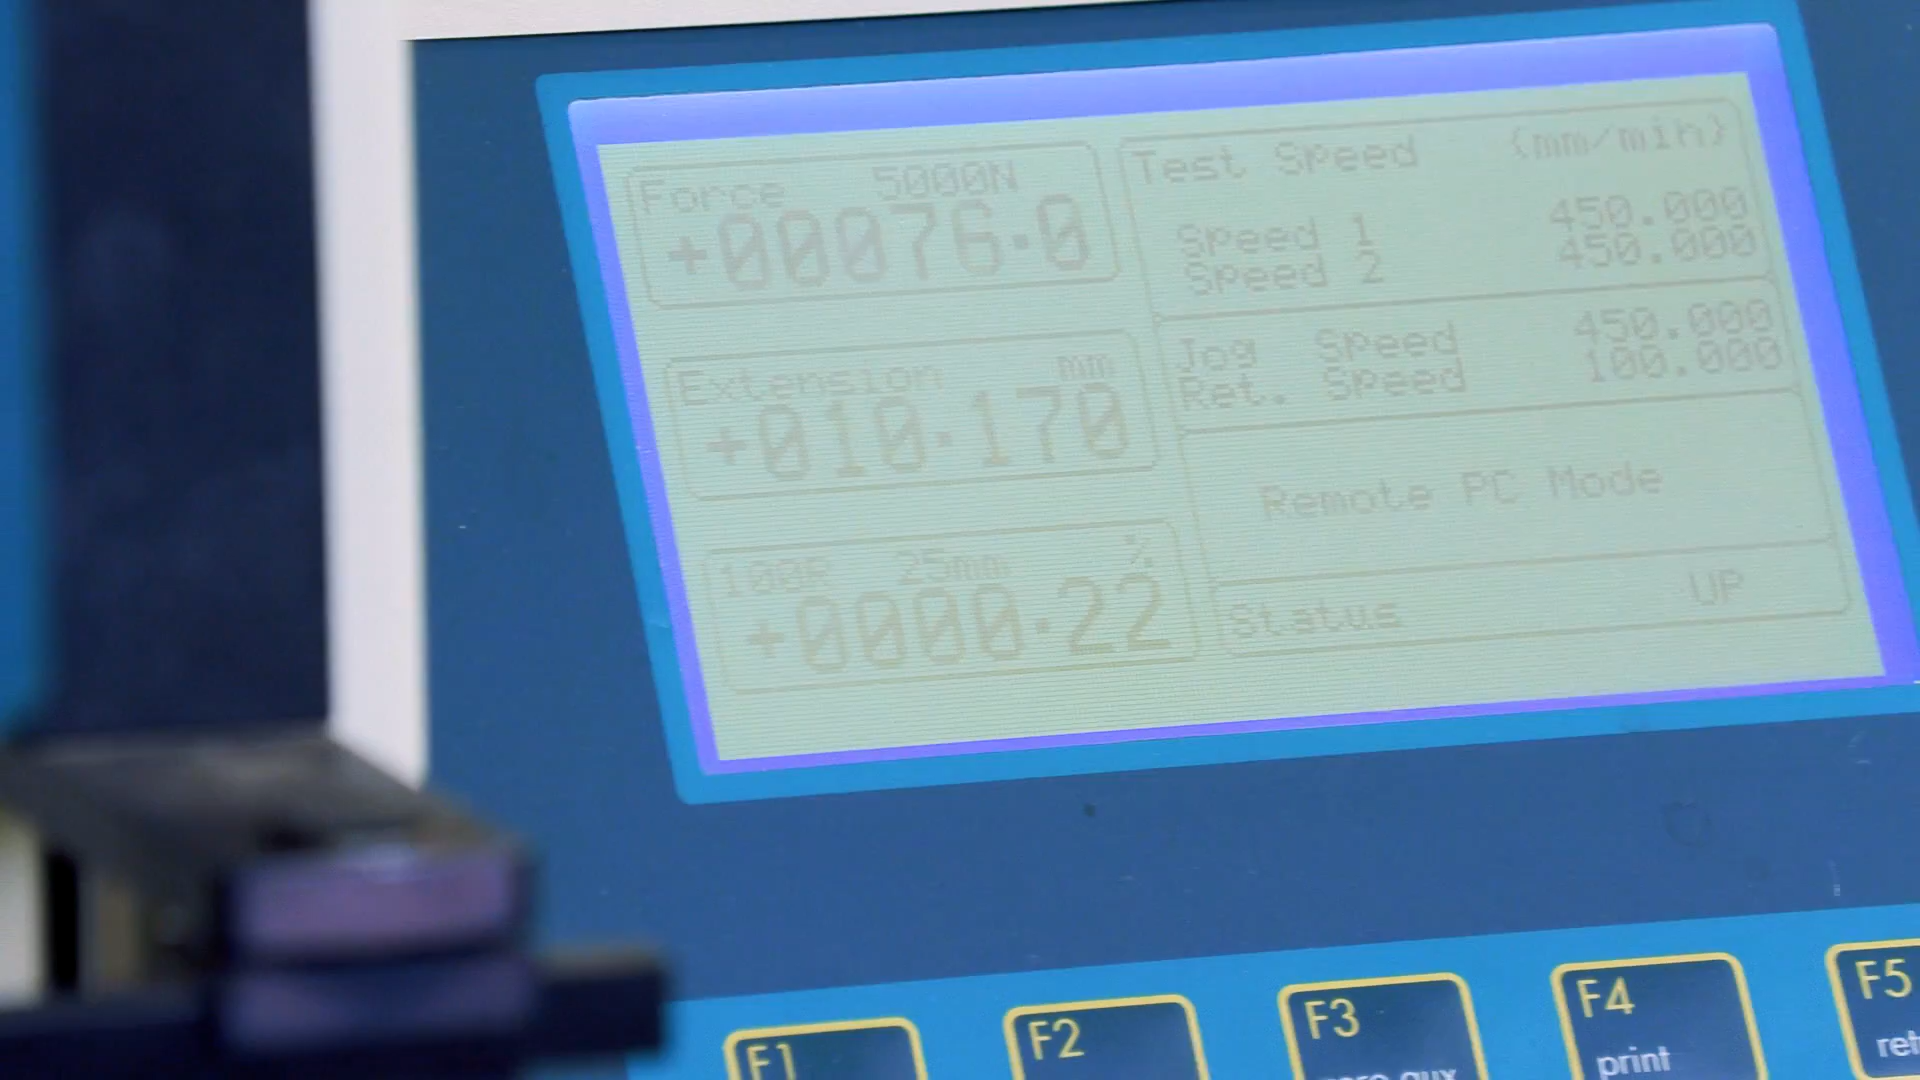 Force 5000N
+00076.0
Extension mm
+010.170
100R 25mm %
+0000.22
Test Speed (mm/min)
Speed 1 450.000
Speed 2 450.000
Jog Speed 450.000
Ret. Speed 100.000
Remote PC Mode
Status UP
F1
F2
F3
F4
print
F5